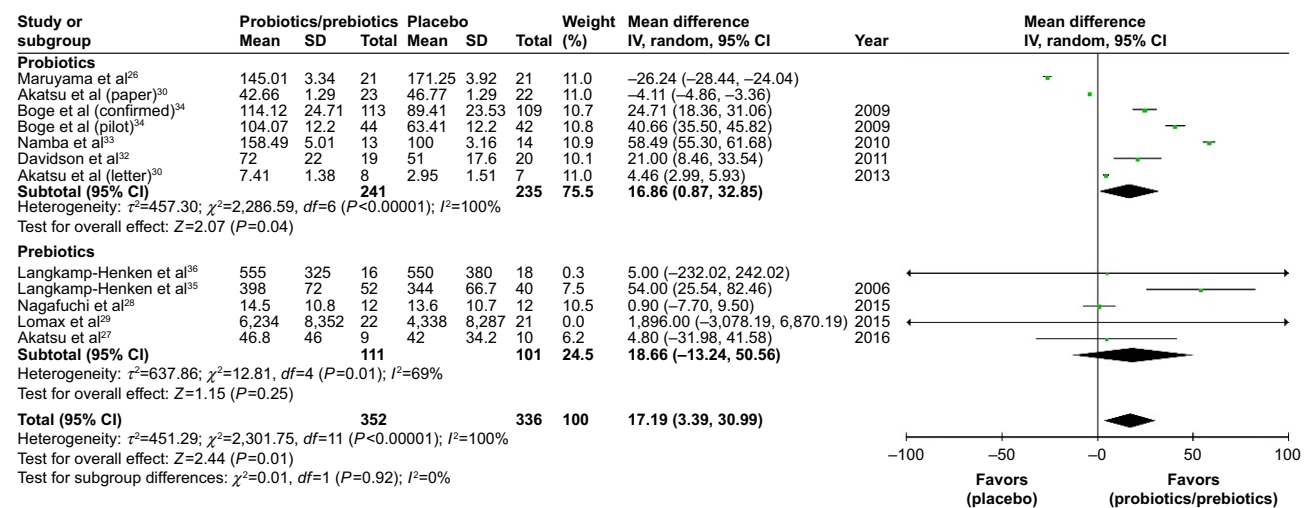 Study or Probiotics/prebiotics Placebo Weight Mean difference Mean difference
subgroup Mean SD Total Mean SD Total (%) IV, random, 95% CI Year IV, random, 95% CI
Probiotics
Maruyama et al²⁶ 145.01 3.34 21 171.25 3.92 21 11.0 –26.24 (–28.44, –24.04)
Akatsu et al (paper)³⁰ 42.66 1.29 23 46.77 1.29 22 11.0 –4.11 (–4.86, –3.36)
Boge et al (confirmed)³⁴ 114.12 24.71 113 89.41 23.53 109 10.7 24.71 (18.36, 31.06) 2009
Boge et al (pilot)³⁴ 104.07 12.2 44 63.41 12.2 42 10.8 40.66 (35.50, 45.82) 2009
Namba et al³³ 158.49 5.01 13 100 3.16 14 10.9 58.49 (55.30, 61.68) 2010
Davidson et al³² 72 22 19 51 17.6 20 10.1 21.00 (8.46, 33.54) 2011
Akatsu et al (letter)³⁰ 7.41 1.38 8 2.95 1.51 7 11.0 4.46 (2.99, 5.93) 2013
Subtotal (95% CI) 241 235 75.5 16.86 (0.87, 32.85)
Heterogeneity: τ²=457.30; χ²=2,286.59, df=6 (P<0.00001); I²=100%
Test for overall effect: Z=2.07 (P=0.04)
Prebiotics
Langkamp-Henken et al³⁶ 555 325 16 550 380 18 0.3 5.00 (–232.02, 242.02)
Langkamp-Henken et al³⁵ 398 72 52 344 66.7 40 7.5 54.00 (25.54, 82.46) 2006
Nagafuchi et al²⁸ 14.5 10.8 12 13.6 10.7 12 10.5 0.90 (–7.70, 9.50) 2015
Lomax et al²⁹ 6,234 8,352 22 4,338 8,287 21 0.0 1,896.00 (–3,078.19, 6,870.19) 2015
Akatsu et al²⁷ 46.8 46 9 42 34.2 10 6.2 4.80 (–31.98, 41.58) 2016
Subtotal (95% CI) 111 101 24.5 18.66 (–13.24, 50.56)
Heterogeneity: τ²=637.86; χ²=12.81, df=4 (P=0.01); I²=69%
Test for overall effect: Z=1.15 (P=0.25)
Total (95% CI) 352 336 100 17.19 (3.39, 30.99)
Heterogeneity: τ²=451.29; χ²=2,301.75, df=11 (P<0.00001); I²=100%
Test for overall effect: Z=2.44 (P=0.01)
Test for subgroup differences: χ²=0.01, df=1 (P=0.92); I²=0%
–100 –50 –0 50 100
Favors Favors
(placebo) (probiotics/prebiotics)